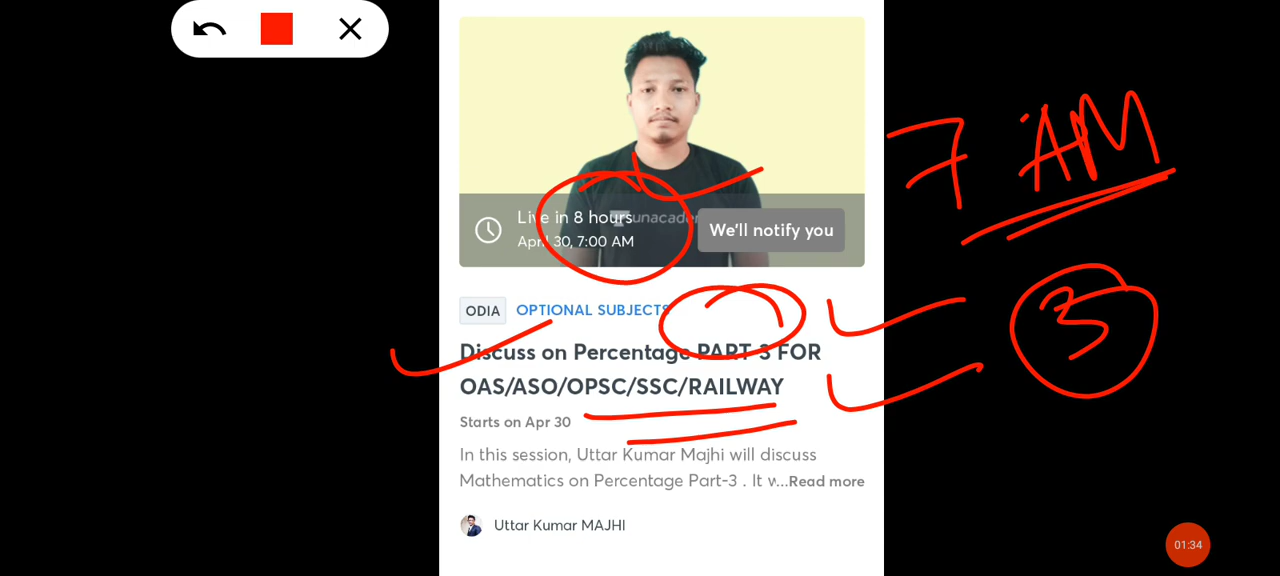 7 AM
Live in 8 hours
unacade
April 30, 7:00 AM
We'll notify you
ODIA
OPTIONAL SUBJECTS
3
Discuss on Percentage PART-3 FOR
OAS/ASO/OPSC/SSC/RAILWAY
Starts on Apr 30
In this session, Uttar Kumar Majhi will discuss
Mathematics on Percentage Part-3 . It w...Read more
Uttar Kumar MAJHI
01:34